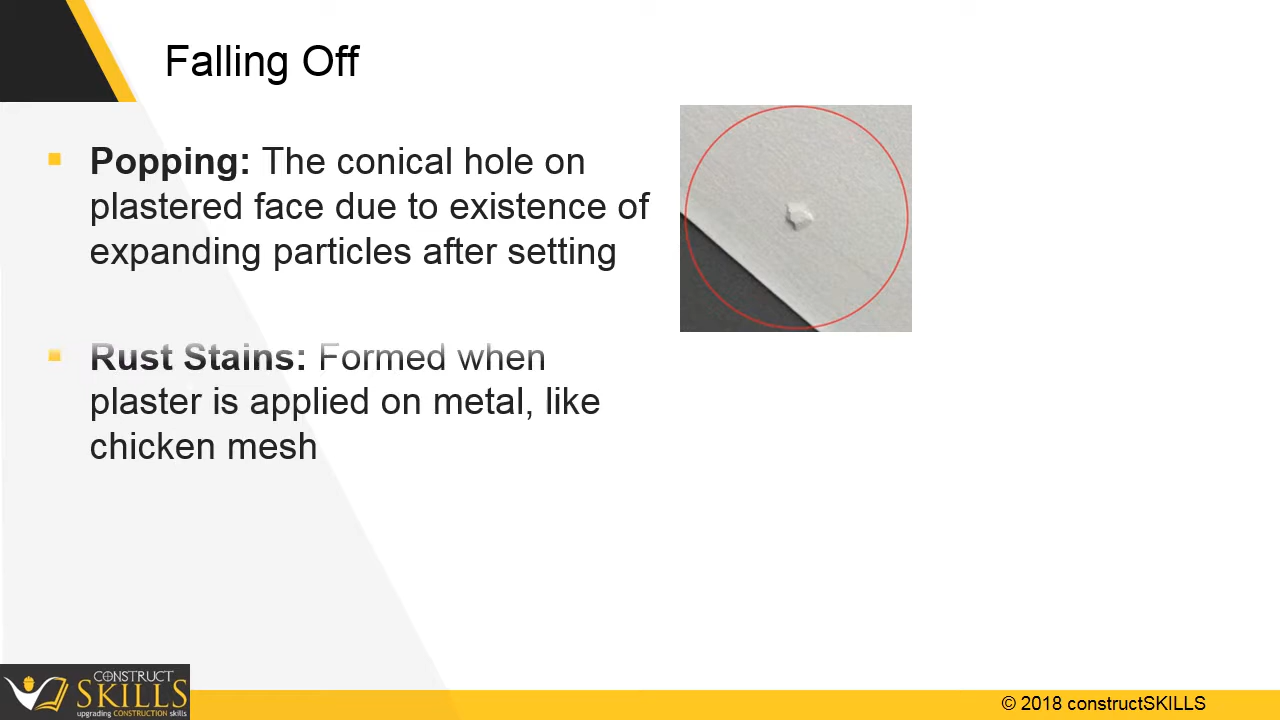 Falling Off
Popping: The conical hole on
plastered face due to existence of
expanding particles after setting
Rust Stains: Formed when
plaster is applied on metal, like
chicken mesh
CONSTRUCT
SKILLS
upgrading CONSTRUCTION skills
© 2018 constructSKILLS